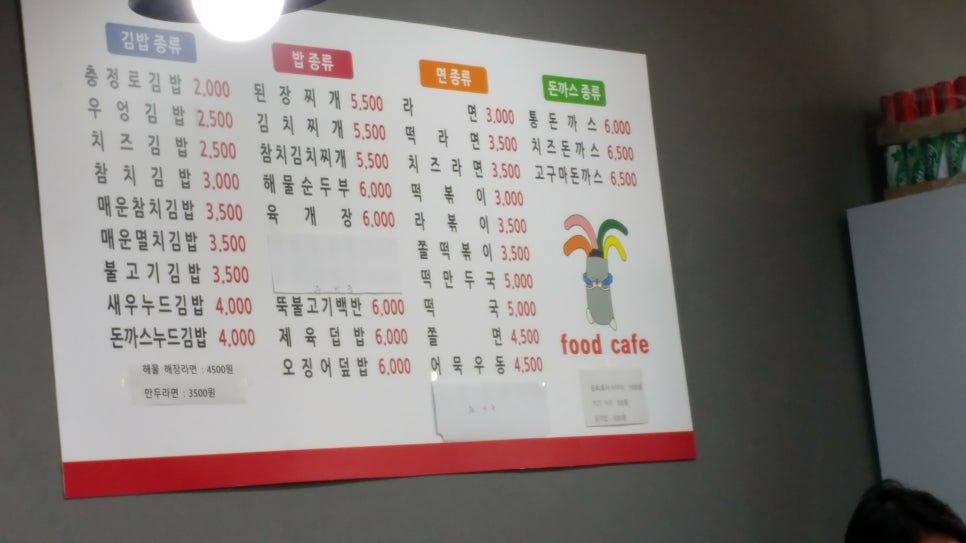 김밥 종류
충정로김밥 2,000
우엉김밥 2,500
치즈김밥 2,500
참치김밥 3,000
매운참치김밥 3,500
매운멸치김밥 3,500
불고기김밥 3,500
새우누드김밥 4,000
돈까스누드김밥 4,000
해물 해장라면 : 4500원
만두라면 : 3500원
밥 종류
된장찌개 5,500
김치찌개 5,500
참치김치찌개 5,500
해물순두부 6,000
육개장 6,000
뚝불고기백반 6,000
제육덥밥 6,000
오징어덮밥 6,000
면 종류
라면 3,000
떡라면 3,500
치즈라면 3,500
떡볶이 3,000
라볶이 3,500
쫄떡볶이 3,500
떡만두국 5,000
떡국 5,000
쫄면 4,500
어묵우동 4,500
돈까스 종류
통돈까스 6,000
치즈돈까스 6,500
고구마돈까스 6,500
food cafe